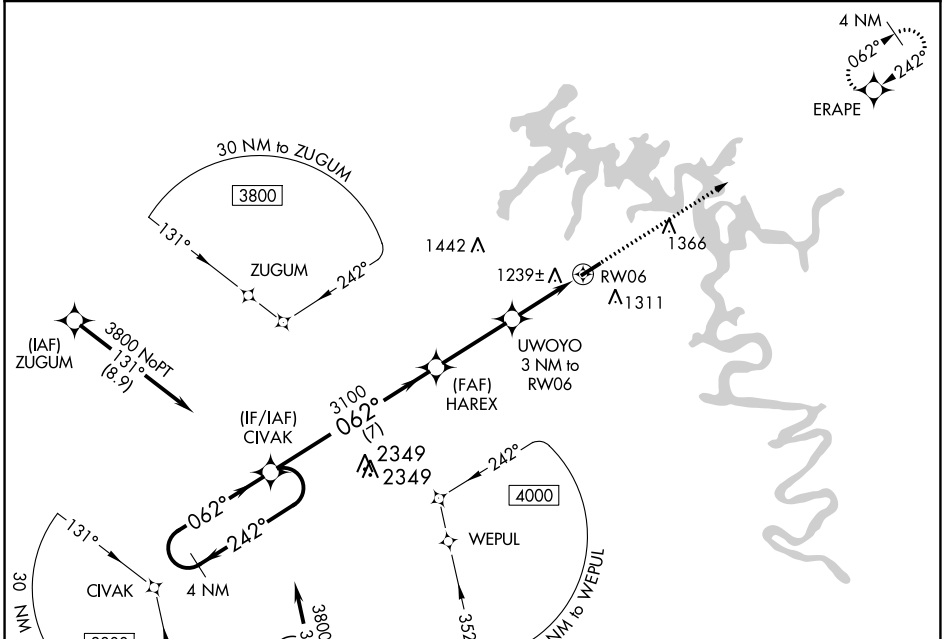 4 NM
062°
242°
ERAPE
30 NM to ZUGUM
3800
131°
242°
ZUGUM
1442
1366
1239±
RW06
1311
UWOYO
3 NM to
RW06
(IAF)
ZUGUM
3800 NoPT
131°
(8.9)
(FAF)
HAREX
(IF/IAF)
CIVAK
3100
062°
(7)
2349
2349
062°
242°
4 NM
242°
4000
WEPUL
NM to WEPUL
352
131°
CIVAK
30 NM
3800